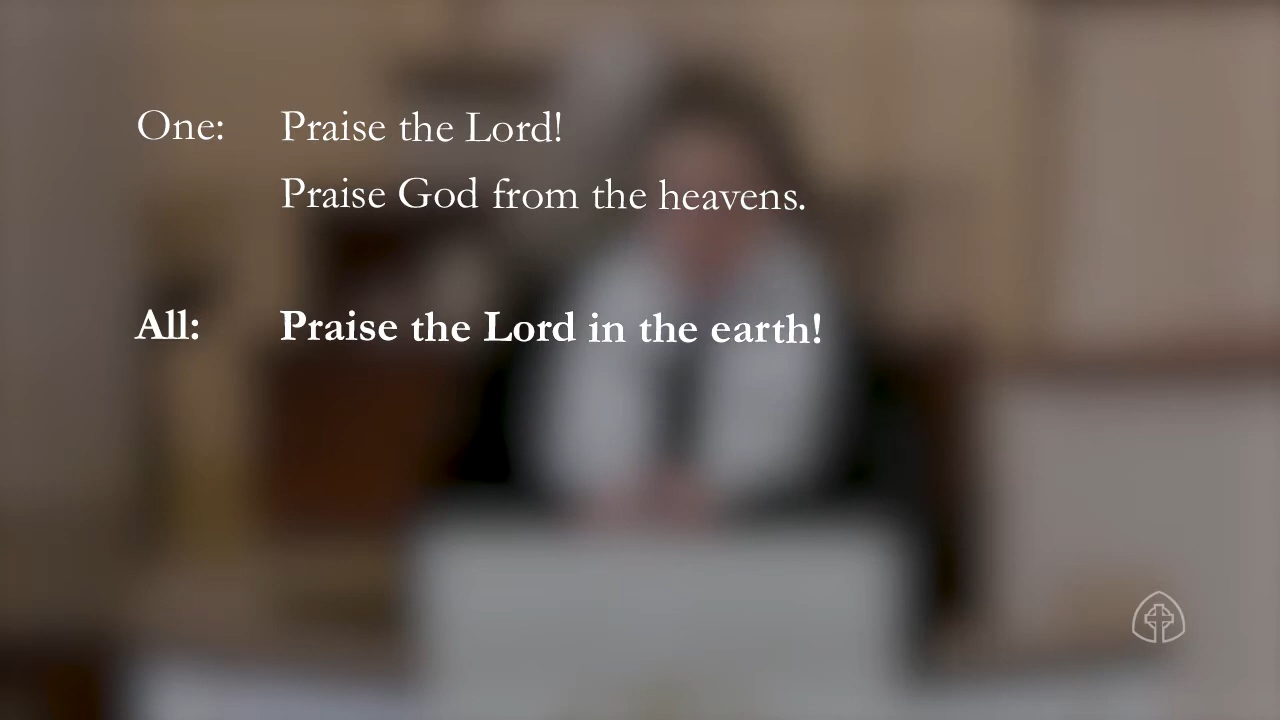 One: Praise the Lord!
Praise God from the heavens.
All: Praise the Lord in the earth!